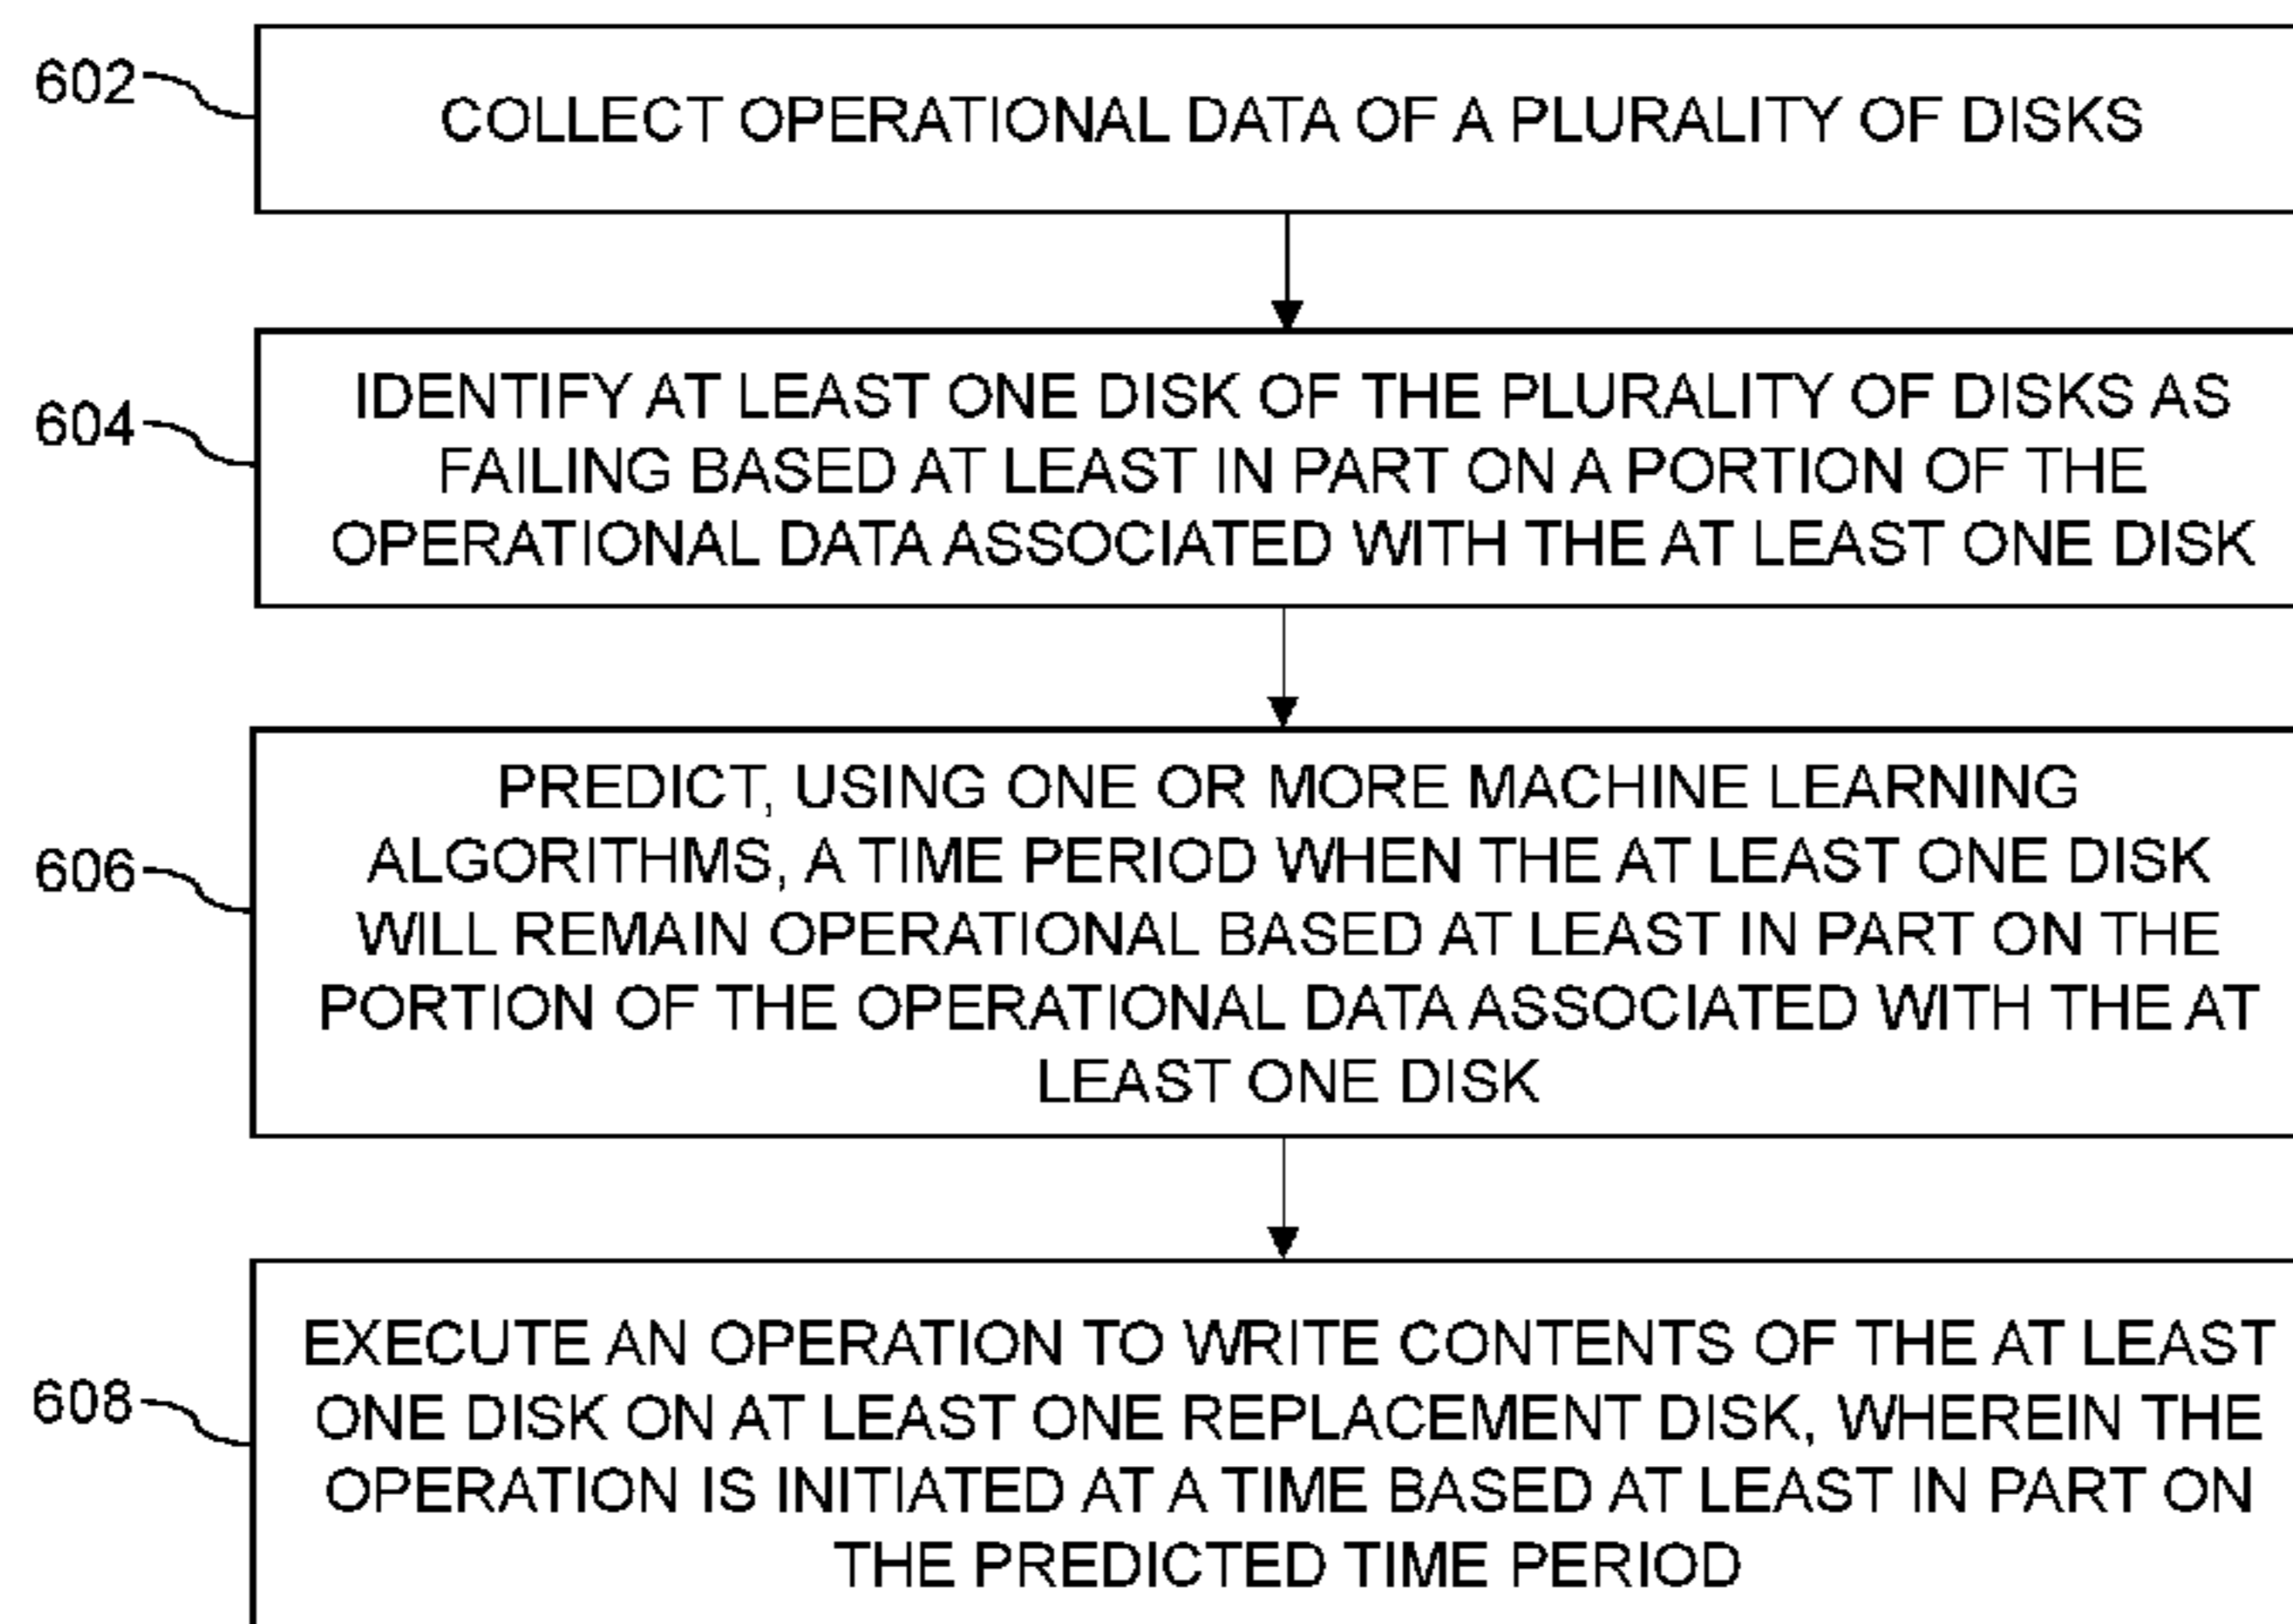 602
COLLECT OPERATIONAL DATA OF A PLURALITY OF DISKS
604
IDENTIFY AT LEAST ONE DISK OF THE PLURALITY OF DISKS AS
FAILING BASED AT LEAST IN PART ON A PORTION OF THE
OPERATIONAL DATA ASSOCIATED WITH THE AT LEAST ONE DISK
606
PREDICT, USING ONE OR MORE MACHINE LEARNING
ALGORITHMS, A TIME PERIOD WHEN THE AT LEAST ONE DISK
WILL REMAIN OPERATIONAL BASED AT LEAST IN PART ON THE
PORTION OF THE OPERATIONAL DATA ASSOCIATED WITH THE AT
LEAST ONE DISK
608
EXECUTE AN OPERATION TO WRITE CONTENTS OF THE AT LEAST
ONE DISK ON AT LEAST ONE REPLACEMENT DISK, WHEREIN THE
OPERATION IS INITIATED AT A TIME BASED AT LEAST IN PART ON
THE PREDICTED TIME PERIOD